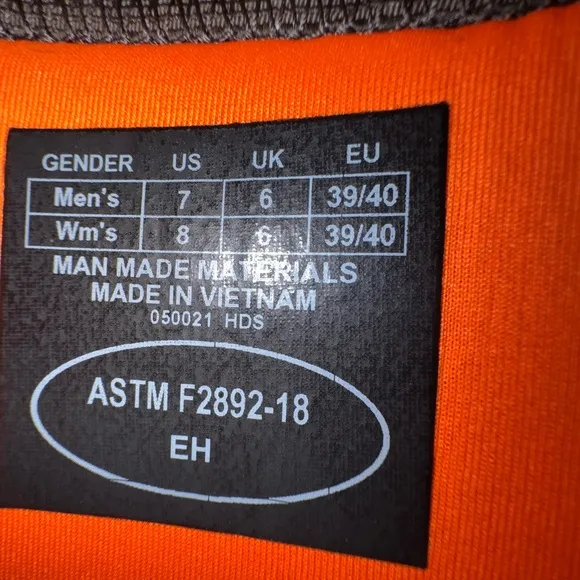 GENDER US UK EU
Men's 7 6 39/40
Wm's 8 6 39/40
MAN MADE MATERIALS
MADE IN VIETNAM
050021 HDS
ASTM F2892-18
EH